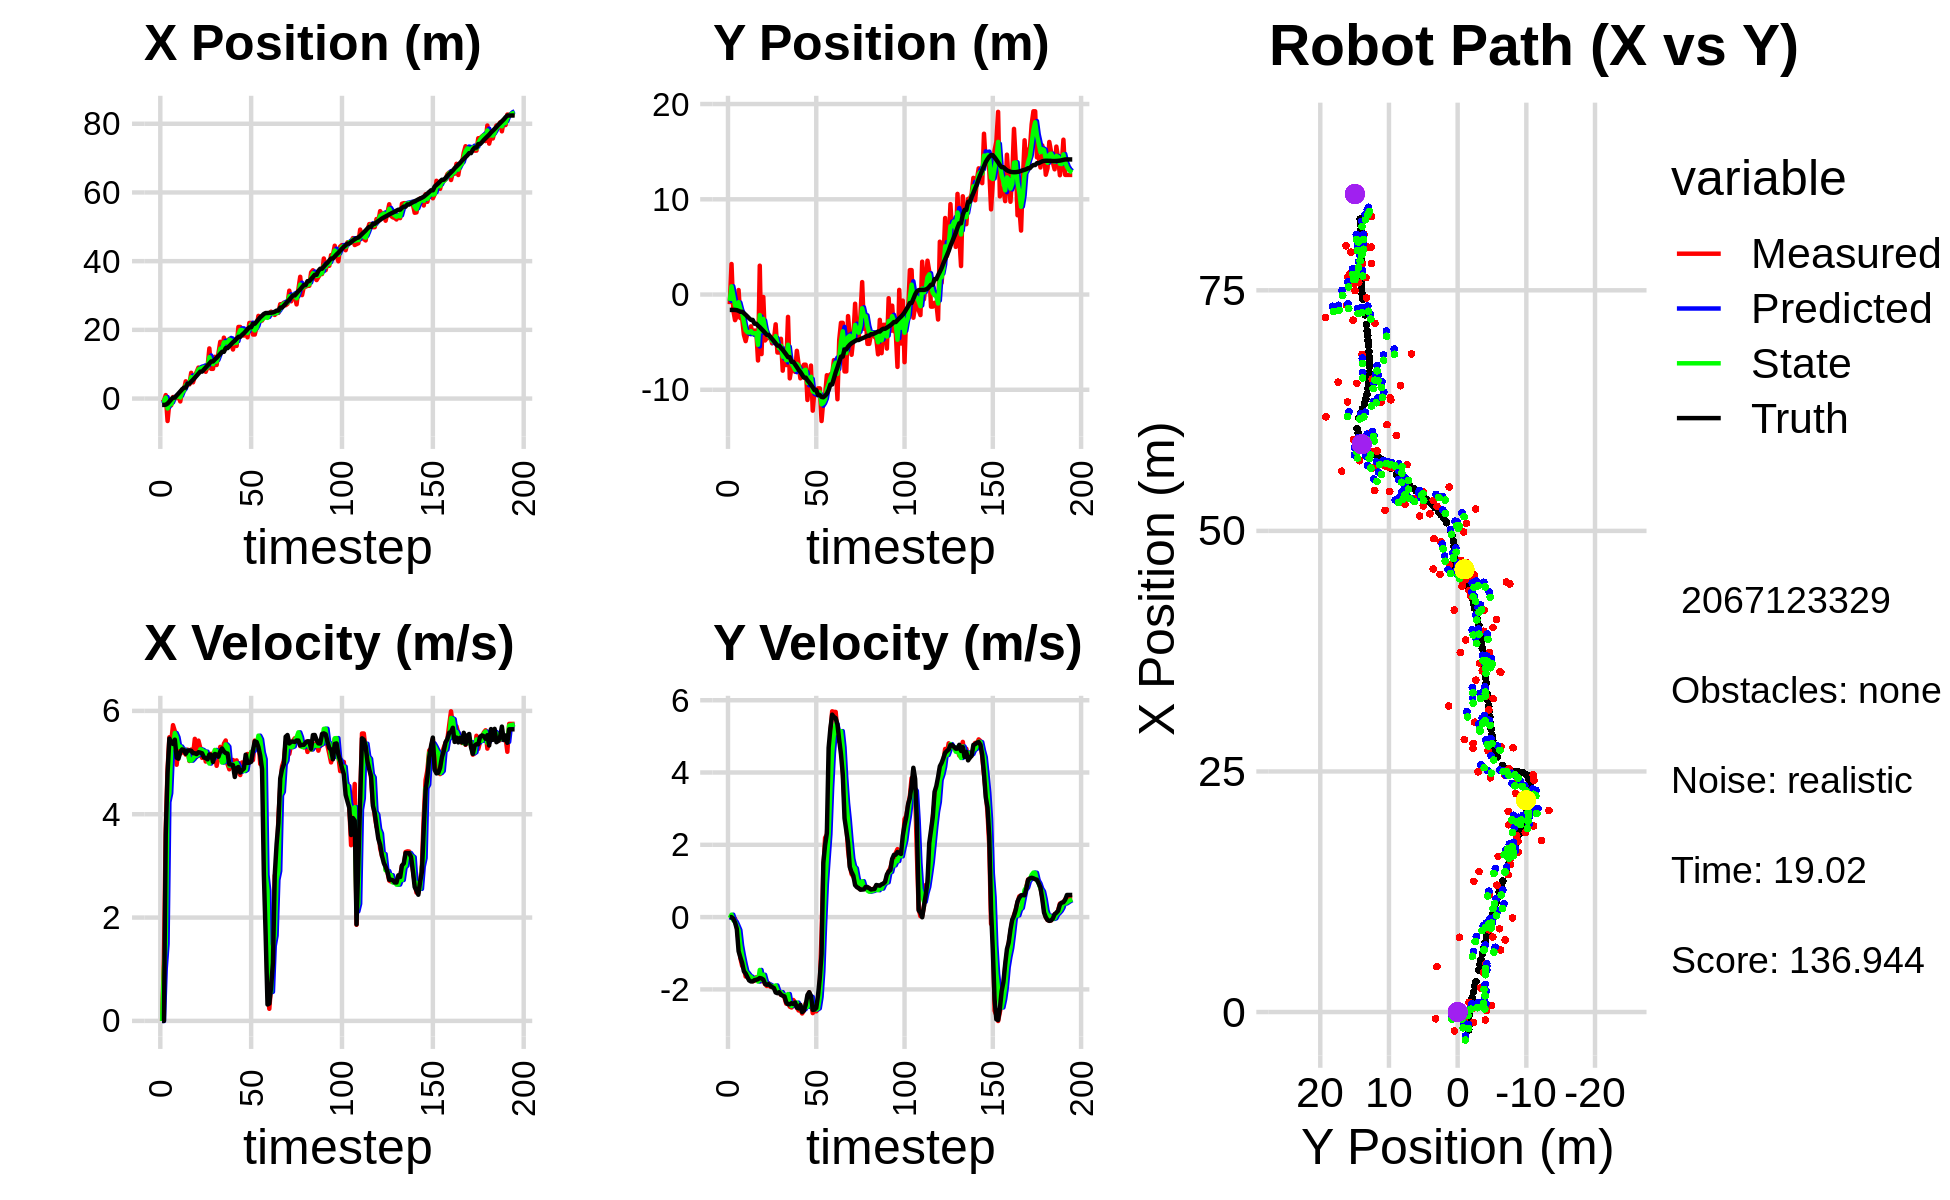 X Position (m)
80
60
40
20
0
0
50
100
150
200
timestep
Y Position (m)
20
10
0
-10
0
50
100
150
200
timestep
X Velocity (m/s)
6
4
2
0
0
50
100
150
200
timestep
Y Velocity (m/s)
6
4
2
0
-2
0
50
100
150
200
timestep
Robot Path (X vs Y)
X Position (m)
75
50
25
0
20 10 0 -10 -20
Y Position (m)
variable
Measured
Predicted
State
Truth
2067123329
Obstacles: none
Noise: realistic
Time: 19.02
Score: 136.944